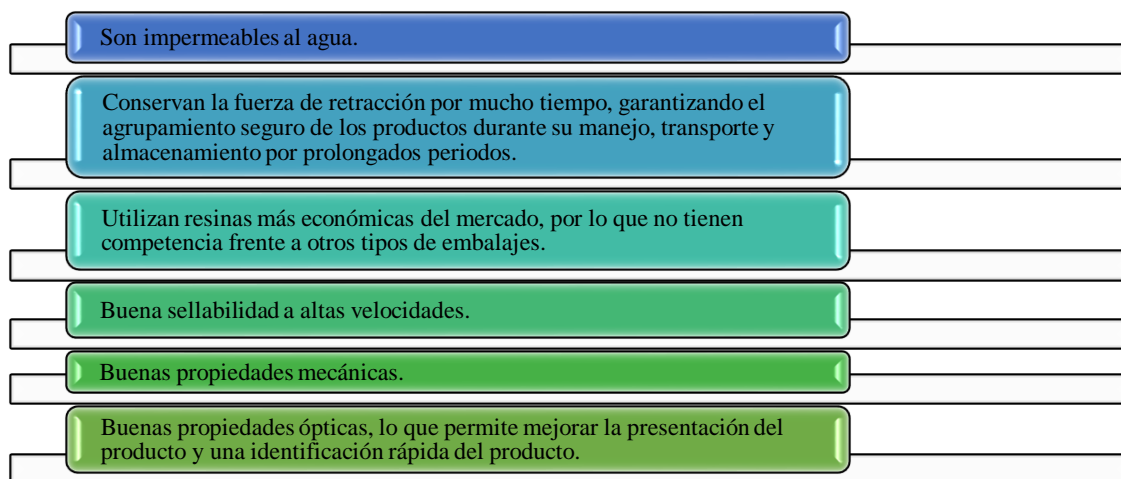 Son impermeables al agua.
Conservan la fuerza de retracción por mucho tiempo, garantizando el
agrupamiento seguro de los productos durante su manejo, transporte y
almacenamiento por prolongados periodos.
Utilizan resinas más económicas del mercado, por lo que no tienen
competencia frente a otros tipos de embalajes.
Buena sellabilidad a altas velocidades.
Buenas propiedades mecánicas.
Buenas propiedades ópticas, lo que permite mejorar la presentación del
producto y una identificación rápida del producto.